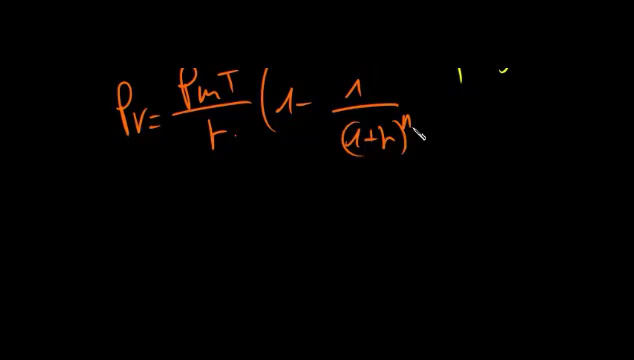 PV = PMT / r (1 - 1 / (1+r)^n